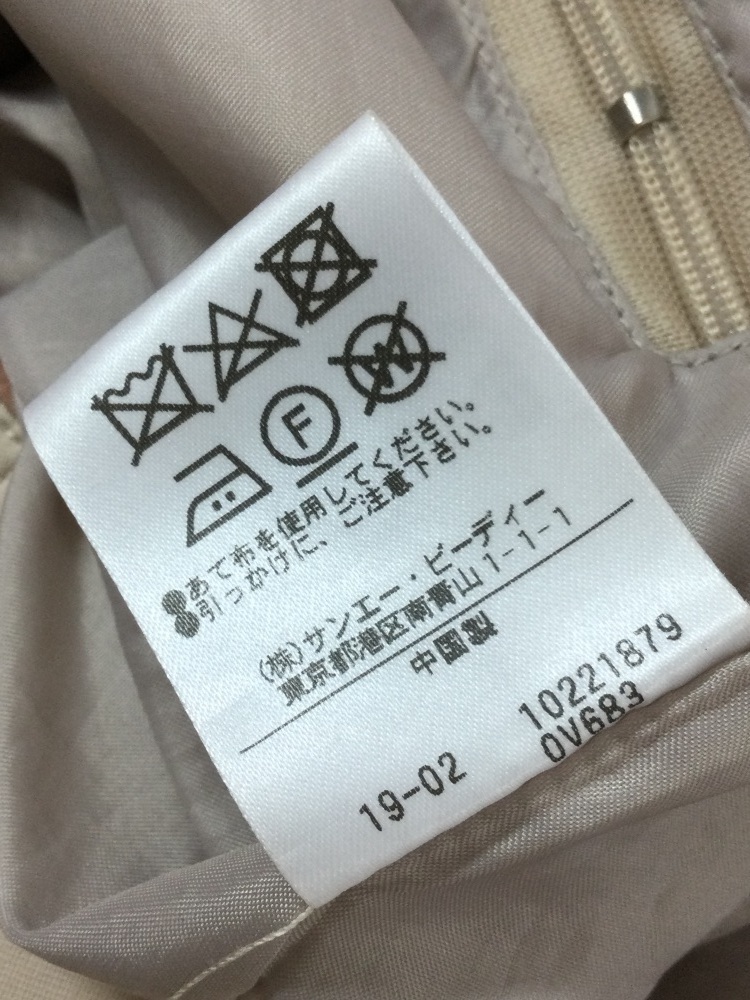 F
W
●あて布を使用してください。
●引っかけに、ご注意下さい。
(株)サンエー・ビーディー
東京都港区南青山1-1-1
中国製
10221879
19-02 0V683